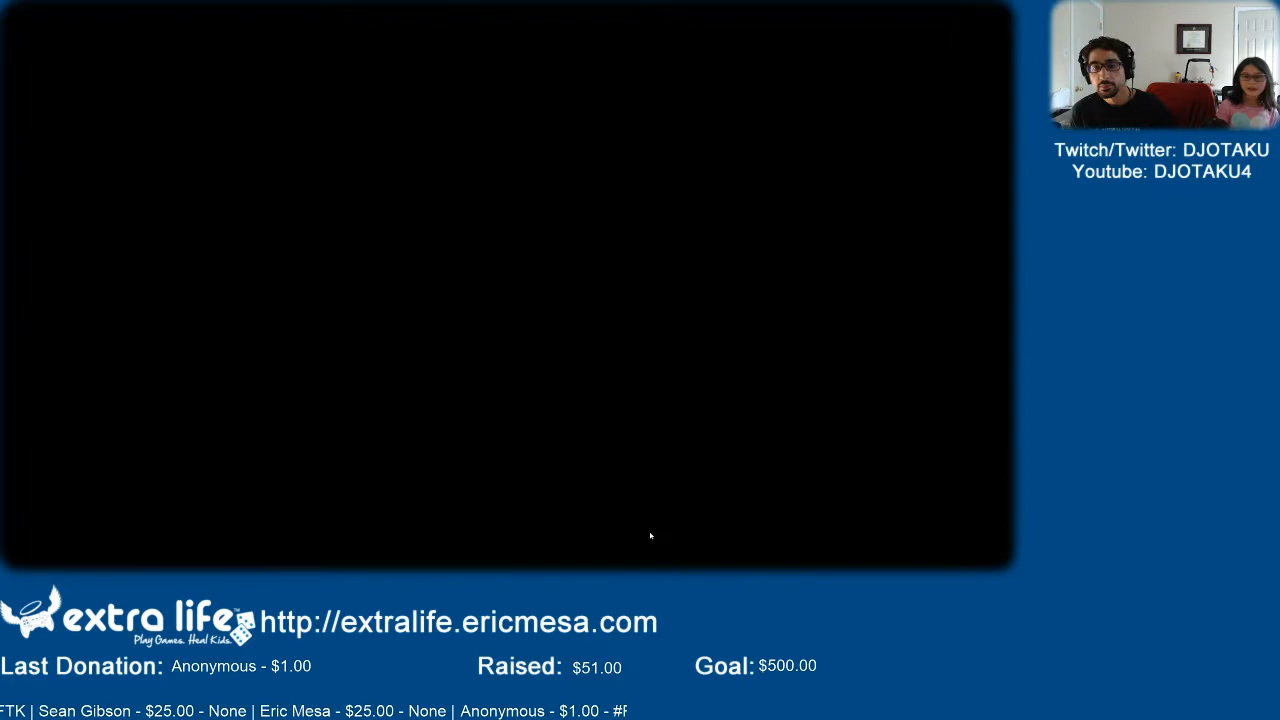 Twitch/Twitter: DJOTAKU
Youtube: DJOTAKU4
extra life™ http://extralife.ericmesa.com
Play Games. Heal Kids.
Last Donation: Anonymous - $1.00 Raised: $51.00 Goal: $500.00
FTK | Sean Gibson - $25.00 - None | Eric Mesa - $25.00 - None | Anonymous - $1.00 - #F